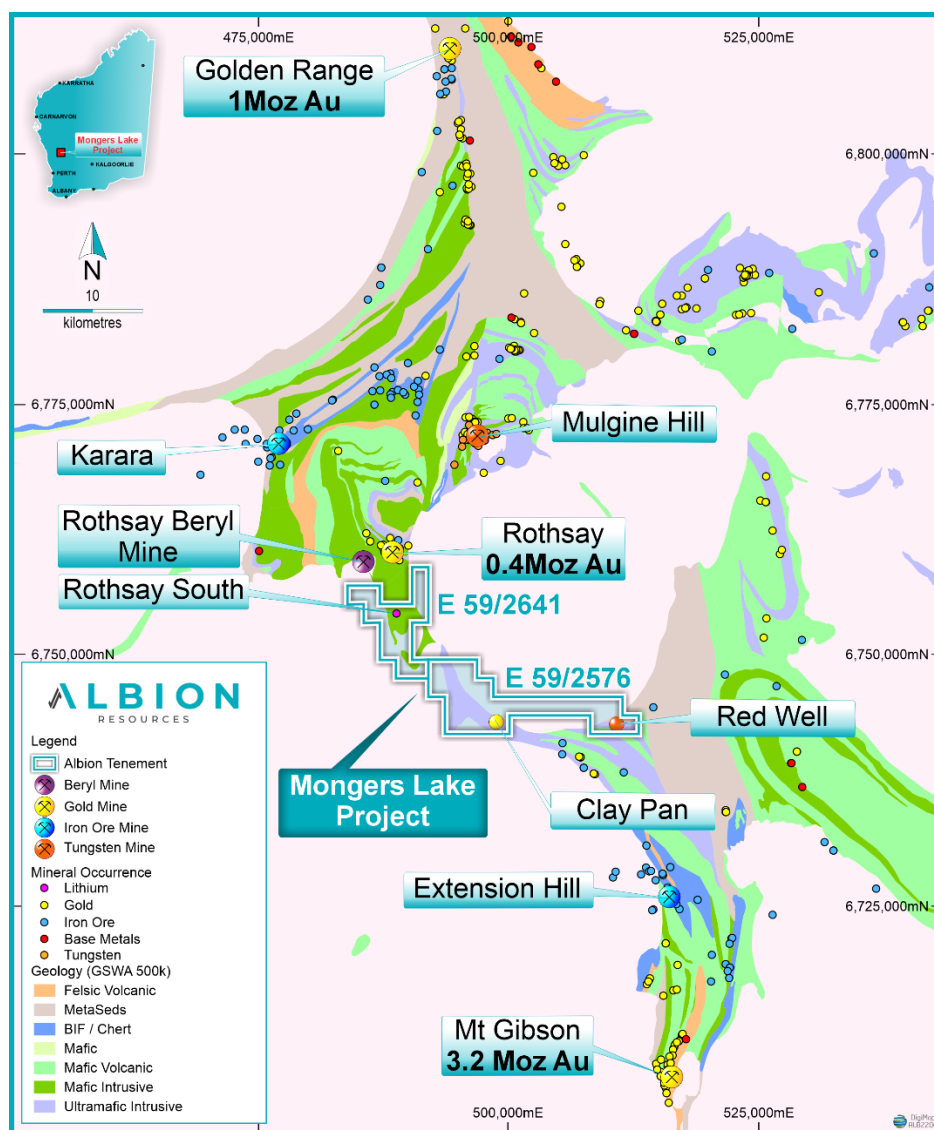 475,000mE
500,000mE
525,000mE
KARRATHA
CARNARVON
Mongers Lake
Project
KALGOORLIE
PERTH
ALBANY
N
10
kilometres
Golden Range
1Moz Au
6,800,000mN
6,775,000mN
6,775,000mN
Karara
Mulgine Hill
Rothsay Beryl
Mine
Rothsay
0.4Moz Au
Rothsay South
E 59/2641
6,750,000mN
6,750,000mN
E 59/2576
Red Well
Mongers Lake
Project
Clay Pan
Extension Hill
6,725,000mN
Mt Gibson
3.2 Moz Au
ALBION
RESOURCES
Legend
Albion Tenement
Beryl Mine
Gold Mine
Iron Ore Mine
Tungsten Mine
Mineral Occurrence
Lithium
Gold
Iron Ore
Base Metals
Tungsten
Geology (GSWA 500k)
Felsic Volcanic
MetaSeds
BIF / Chert
Mafic
Mafic Volcanic
Mafic Intrusive
Ultramafic Intrusive
500,000mE
525,000mE